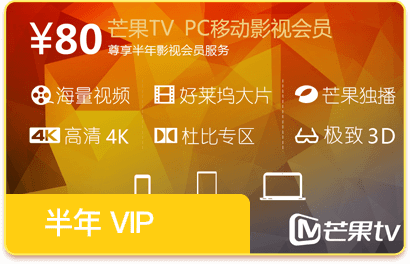 ¥80 芒果TV PC移动影视会员
尊享半年影视会员服务
海量视频 好莱坞大片 芒果独播
4K 高清 4K 杜比专区 极致 3D
半年 VIP
芒果tv